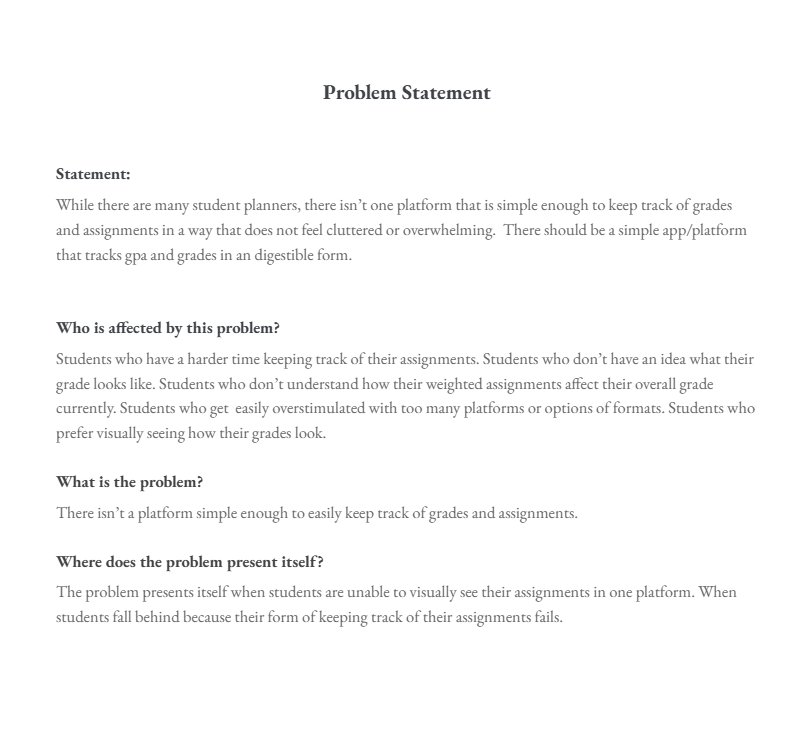 Problem Statement
Statement:
While there are many student planners, there isn’t one platform that is simple enough to keep track of grades
and assignments in a way that does not feel cluttered or overwhelming.  There should be a simple app/platform
that tracks gpa and grades in an digestible form.
Who is affected by this problem?
Students who have a harder time keeping track of their assignments. Students who don’t have an idea what their
grade looks like. Students who don’t understand how their weighted assignments affect their overall grade
currently. Students who get  easily overstimulated with too many platforms or options of formats. Students who
prefer visually seeing how their grades look.
What is the problem?
There isn’t a platform simple enough to easily keep track of grades and assignments.
Where does the problem present itself?
The problem presents itself when students are unable to visually see their assignments in one platform. When
students fall behind because their form of keeping track of their assignments fails.